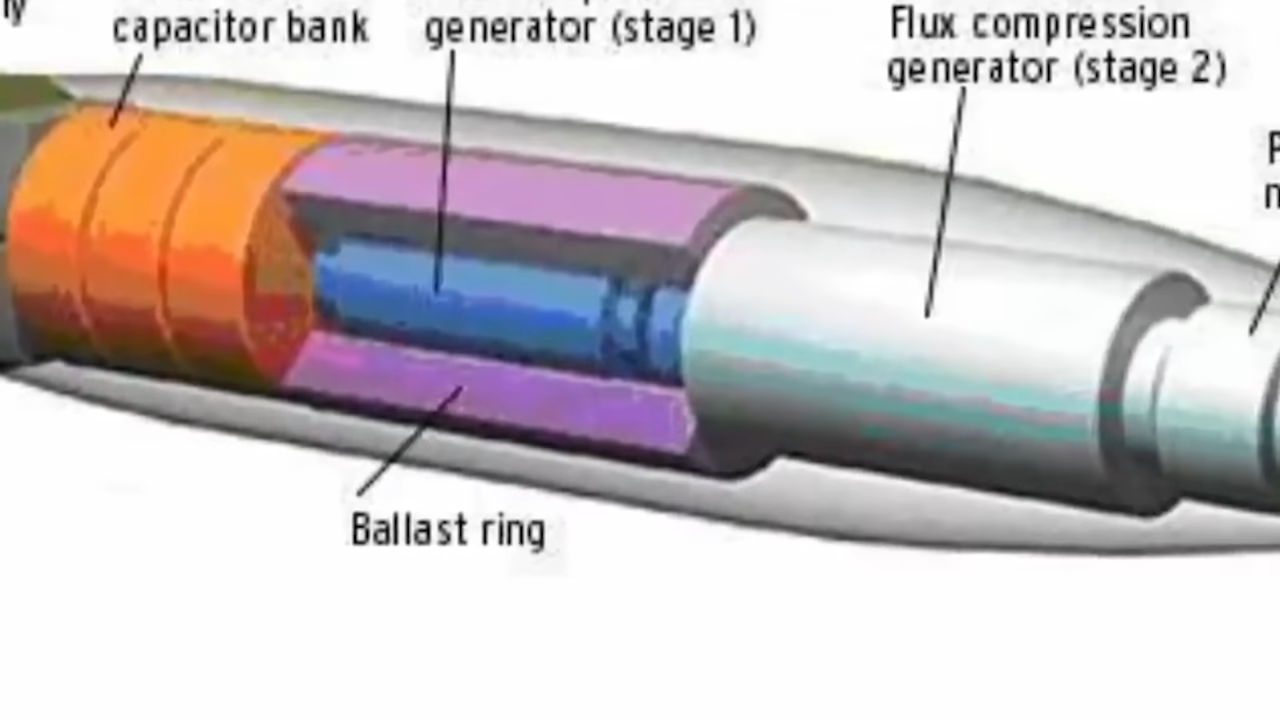 capacitor bank
generator (stage 1)
Flux compression
generator (stage 2)
Ballast ring